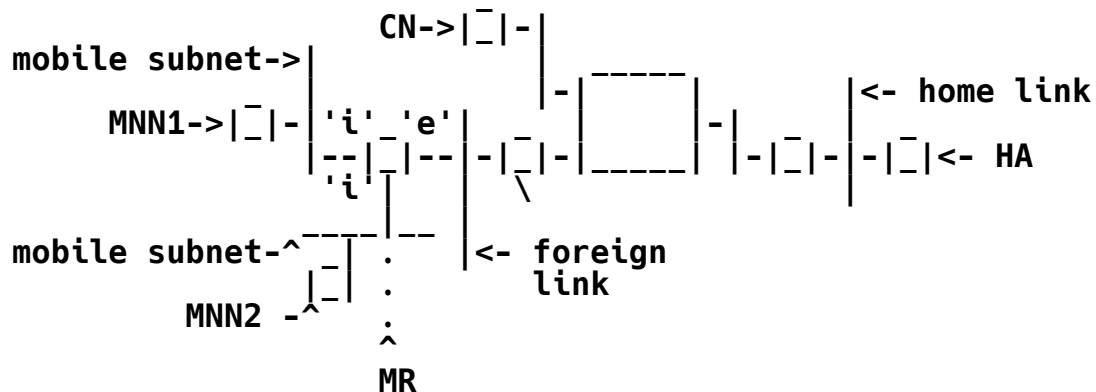 CN->
mobile subnet->
<- home link
MNN1->
'i' 'e'
<- HA
'i'
mobile subnet-^
<- foreign
link
MNN2 -^
^
MR